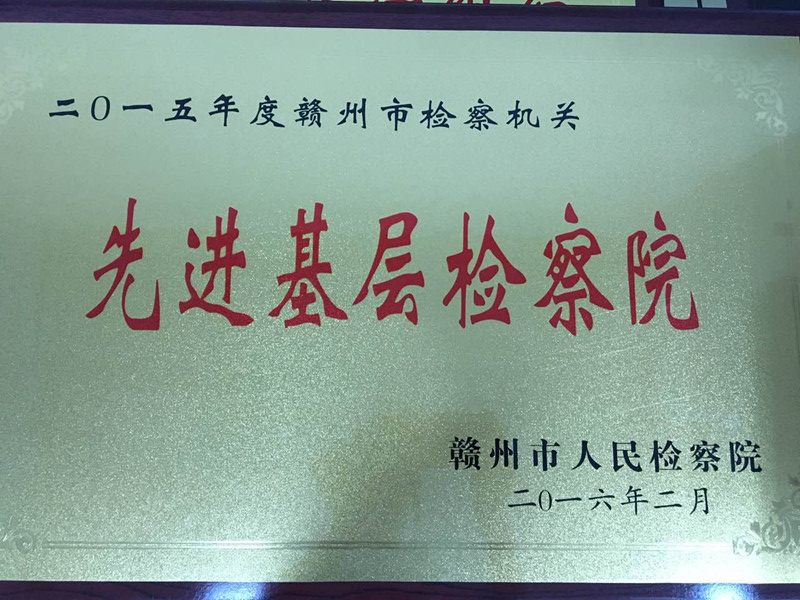 二〇一五年度赣州市检察机关
先进基层检察院
赣州市人民检察院
二〇一六年二月